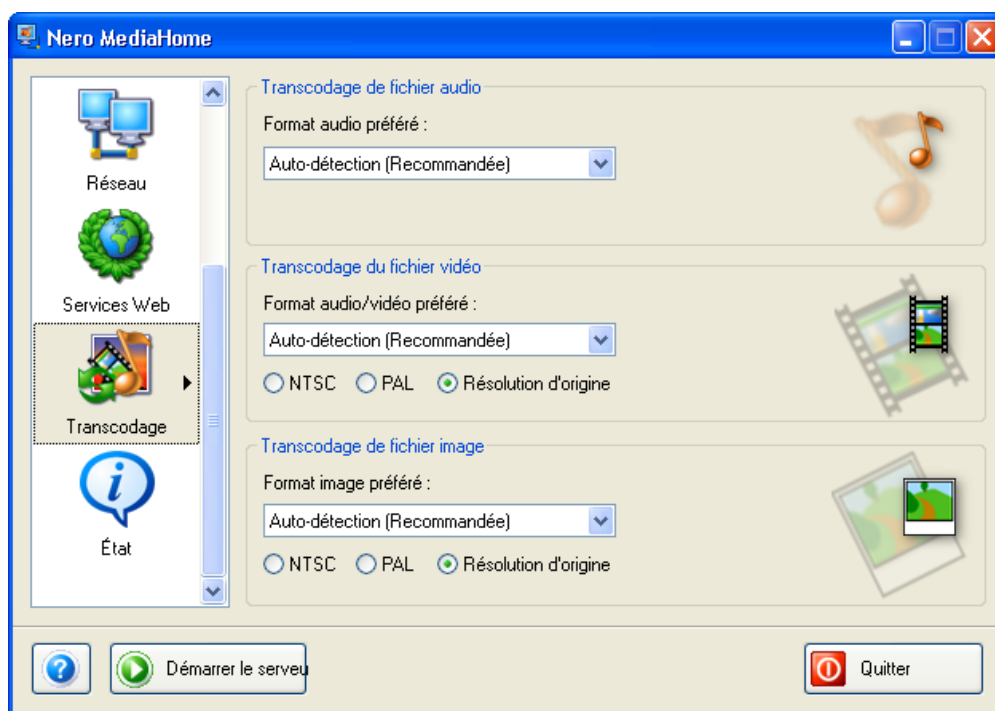 Nero MediaHome
Réseau
Services Web
Transcodage
État
Transcodage de fichier audio
Format audio préféré :
Auto-détection (Recommandée)
Transcodage du fichier vidéo
Format audio/vidéo préféré :
Auto-détection (Recommandée)
NTSC PAL Résolution d'origine
Transcodage de fichier image
Format image préféré :
Auto-détection (Recommandée)
NTSC PAL Résolution d'origine
Démarrer le serveu
Quitter